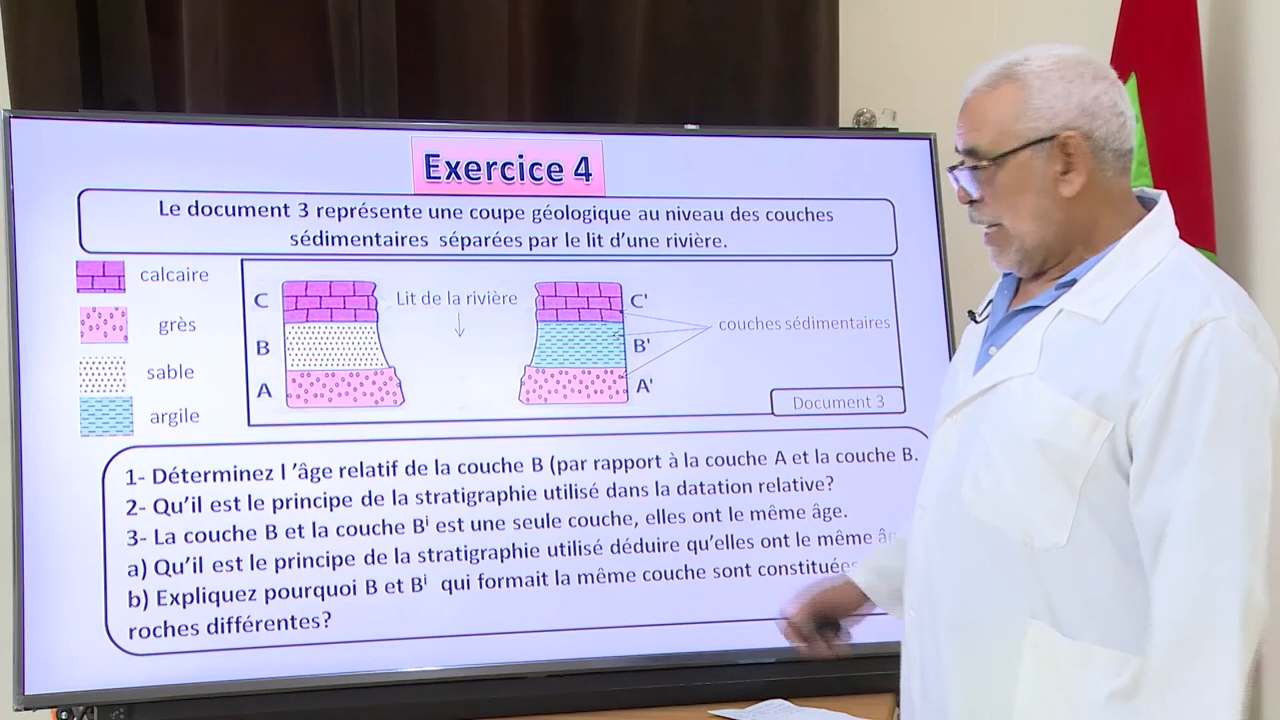 Exercice 4
Le document 3 représente une coupe géologique au niveau des couches
sédimentaires séparées par le lit d'une rivière.
calcaire
grès
sable
argile
C
B
A
Lit de la rivière
C'
B'
A'
couches sédimentaires
Document 3
1- Déterminez l 'âge relatif de la couche B (par rapport à la couche A et la couche B.
2- Qu'il est le principe de la stratigraphie utilisé dans la datation relative?
3- La couche B et la couche Bⁱ est une seule couche, elles ont le même âge.
a) Qu'il est le principe de la stratigraphie utilisé déduire qu'elles ont le même
b) Expliquez pourquoi B et Bⁱ qui formait la même couche sont constituées
roches différentes?